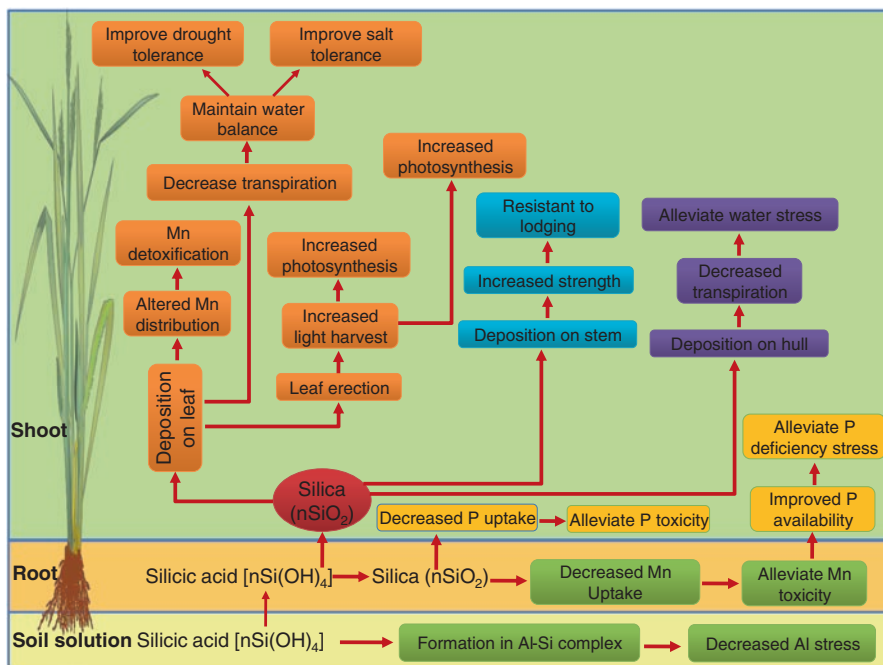 Improve drought
tolerance
Improve salt
tolerance
Maintain water
balance
Increased
photosynthesis
Decrease transpiration
Resistant to
lodging
Alleviate water stress
Mn
detoxification
Increased
photosynthesis
Increased strength
Decreased
transpiration
Altered Mn
distribution
Increased
light harvest
Deposition on stem
Deposition on hull
Leaf erection
Deposition
on leaf
Shoot
Alleviate P
deficiency stress
Silica
(nSiO₂)
Decreased P uptake
Alleviate P toxicity
Improved P
availability
Root
Silicic acid [nSi(OH)₄]
Silica (nSiO₂)
Decreased Mn
Uptake
Alleviate Mn
toxicity
Soil solution Silicic acid [nSi(OH)₄]
Formation in Al-Si complex
Decreased Al stress